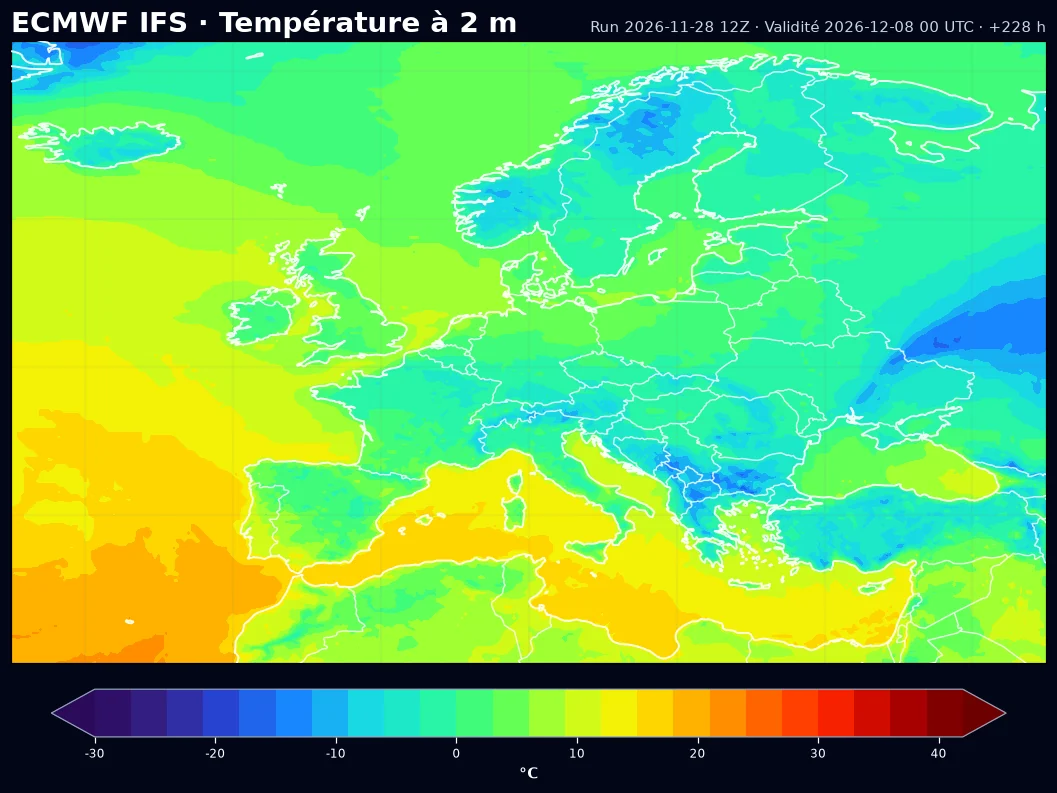 ECMWF IFS · Température à 2 m
Run 2026-11-28 12Z · Validité 2026-12-08 00 UTC · +228 h
-30 -20 -10 0 10 20 30 40
°C